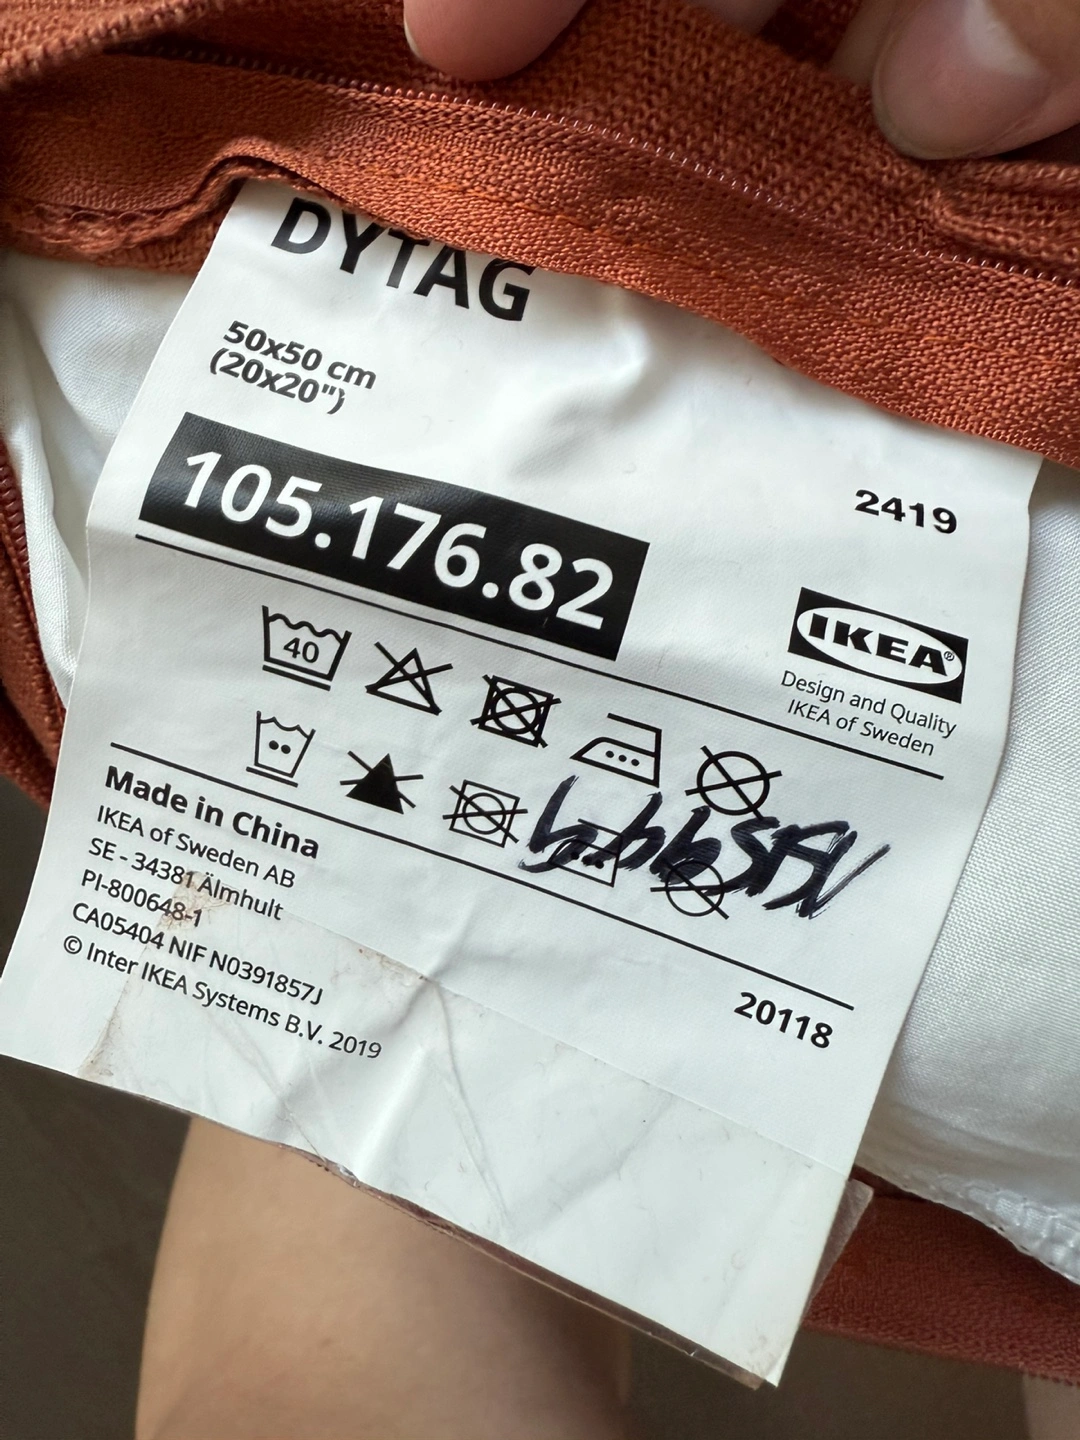 DYTAG
50x50 cm
(20x20")
105.176.82
2419
IKEA®
Design and Quality
IKEA of Sweden
40
Made in China
IKEA of Sweden AB
SE - 34381 Älmhult
PI-800648-1
CA05404 NIF N0391857J
© Inter IKEA Systems B.V. 2019
20118